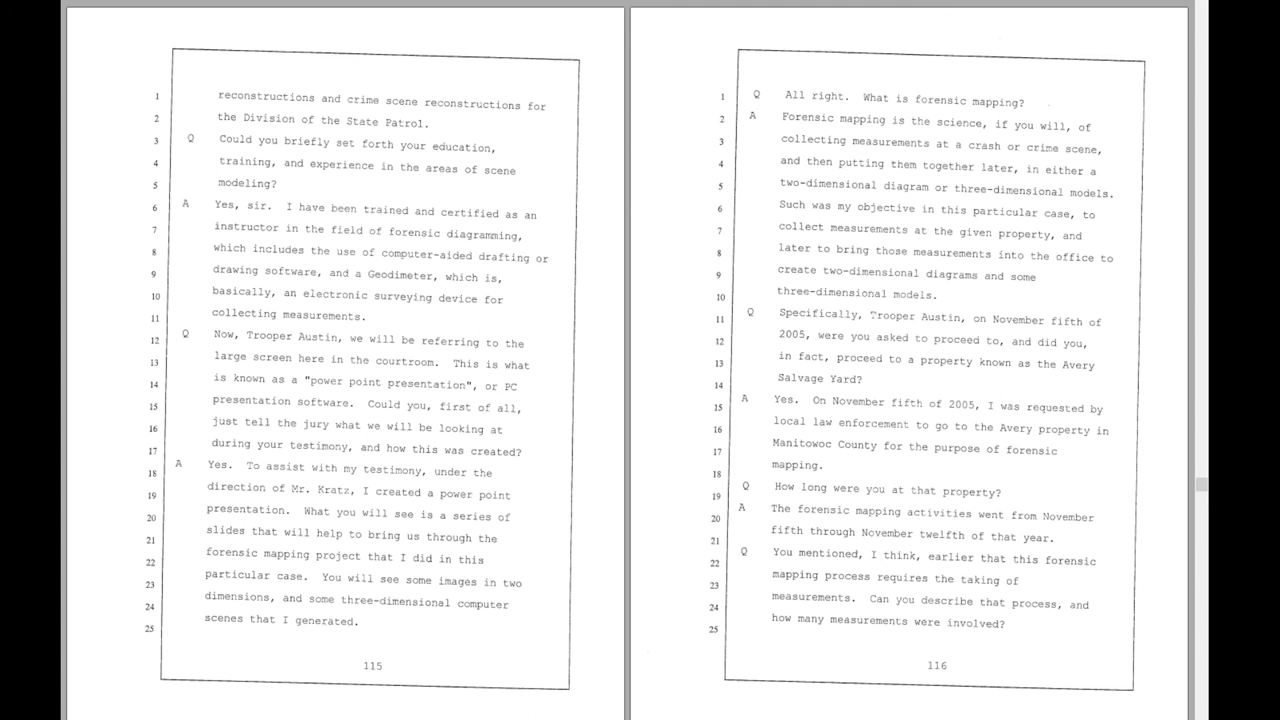 1 reconstructions and crime scene reconstructions for
2 the Division of the State Patrol.
3 Q Could you briefly set forth your education,
4 training, and experience in the areas of scene
5 modeling?
6 A Yes, sir. I have been trained and certified as an
7 instructor in the field of forensic diagramming,
8 which includes the use of computer-aided drafting or
9 drawing software, and a Geodimeter, which is,
10 basically, an electronic surveying device for
11 collecting measurements.
12 Q Now, Trooper Austin, we will be referring to the
13 large screen here in the courtroom. This is what
14 is known as a "power point presentation", or PC
15 presentation software. Could you, first of all,
16 just tell the jury what we will be looking at
17 during your testimony, and how this was created?
18 A Yes. To assist with my testimony, under the
19 direction of Mr. Kratz, I created a power point
20 presentation. What you will see is a series of
21 slides that will help to bring us through the
22 forensic mapping project that I did in this
23 particular case. You will see some images in two
24 dimensions, and some three-dimensional computer
25 scenes that I generated.
115
1 Q All right. What is forensic mapping?
2 A Forensic mapping is the science, if you will, of
3 collecting measurements at a crash or crime scene,
4 and then putting them together later, in either a
5 two-dimensional diagram or three-dimensional models.
6 Such was my objective in this particular case, to
7 collect measurements at the given property, and
8 later to bring those measurements into the office to
9 create two-dimensional diagrams and some
10 three-dimensional models.
11 Q Specifically, Trooper Austin, on November fifth of
12 2005, were you asked to proceed to, and did you,
13 in fact, proceed to a property known as the Avery
14 Salvage Yard?
15 A Yes. On November fifth of 2005, I was requested by
16 local law enforcement to go to the Avery property in
17 Manitowoc County for the purpose of forensic
18 mapping.
19 Q How long were you at that property?
20 A The forensic mapping activities went from November
21 fifth through November twelfth of that year.
22 Q You mentioned, I think, earlier that this forensic
23 mapping process requires the taking of
24 measurements. Can you describe that process, and
25 how many measurements were involved?
116